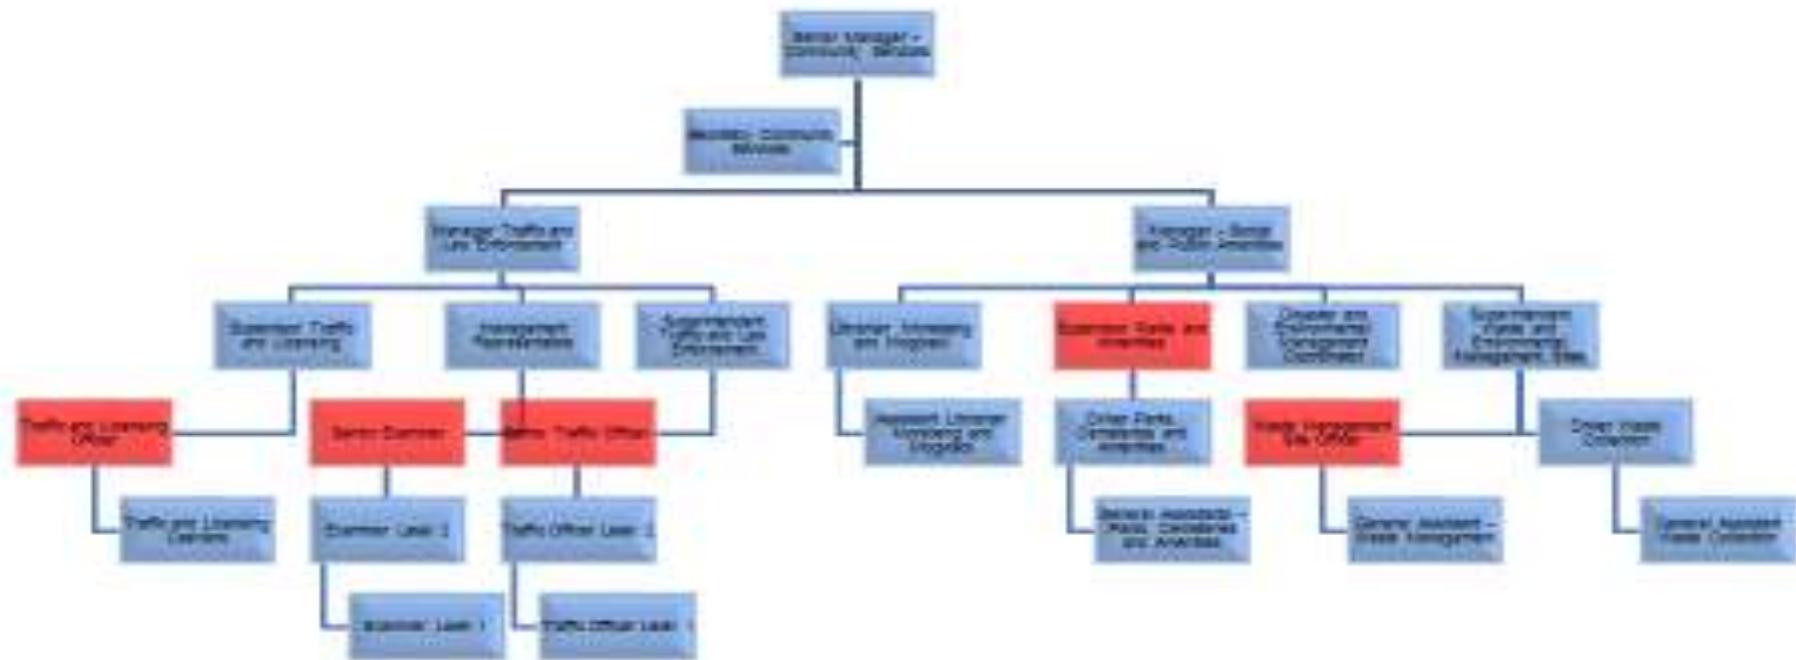 Senior Manager -
Community Services
Secretary Community
Services
Manager Traffic and
Law Enforcement
Manager - Social
and Public Amenities
Supervisor Traffic
and Licensing
Management
Representative
Superintendent
Traffic and Law
Enforcement
Librarian
and
Supervisor Parks and
Amenities
Disaster and
Environmental
Management
Coordinator
Superintendent
Waste and
Environmental
Management
Traffic and Licensing
Officer
Senior Examiner
Senior Traffic Officer
Assistant Librarian
and
Parks,
Cemeteries and
Amenities
Waste Management
Site Officer
Waste
Collection
Traffic and Licensing
Examiner Level 2
Traffic Officer Level 2
General Assistants -
Parks, Cemeteries
and Amenities
General Assistant -
Waste Management
General Assistant
Waste Collection
Examiner Level 1
Traffic Officer Level 1